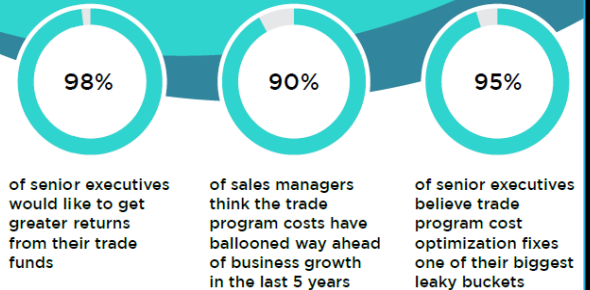 98%
of senior executives
would like to get
greater returns
from their trade
funds
90%
of sales managers
think the trade
program costs have
ballooned way ahead
of business growth
in the last 5 years
95%
of senior executives
believe trade
program cost
optimization fixes
one of their biggest
leaky buckets